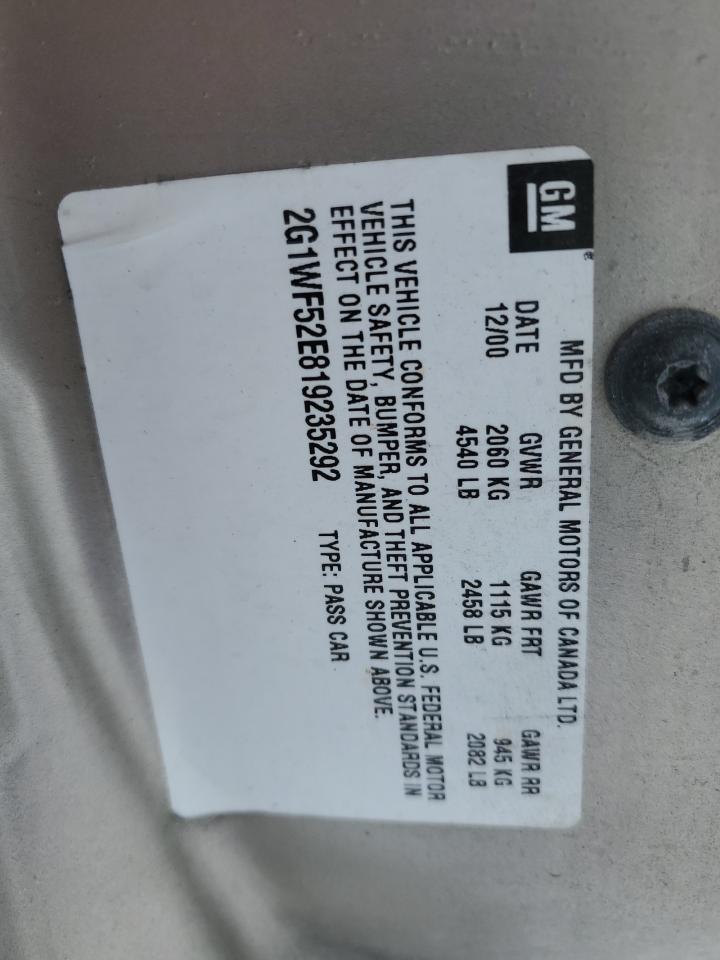 GM
MFD BY GENERAL MOTORS OF CANADA LTD.
DATE GVWR GAWR FRT GAWR RR
12/00 2060 KG 1115 KG 945 KG
4540 LB 2458 LB 2082 LB
THIS VEHICLE CONFORMS TO ALL APPLICABLE U.S. FEDERAL MOTOR
VEHICLE SAFETY, BUMPER, AND THEFT PREVENTION STANDARDS IN
EFFECT ON THE DATE OF MANUFACTURE SHOWN ABOVE.
2G1WF52E819235292 TYPE: PASS CAR